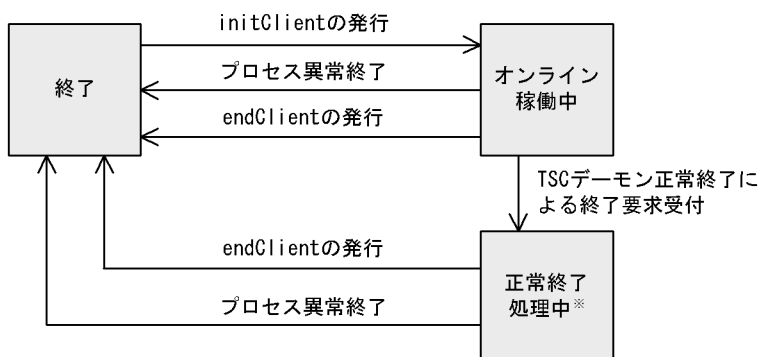 initClientの発行
終了
プロセス異常終了
オンライン
稼働中
endClientの発行
TSCデーモン正常終了に
よる終了要求受付
endClientの発行
正常終了
処理中※
プロセス異常終了